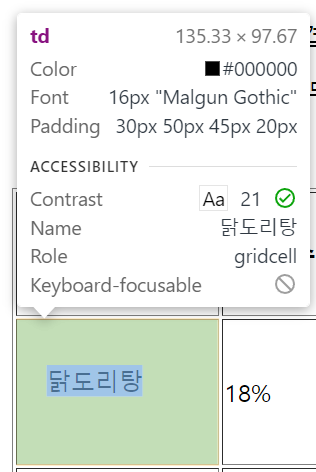 td 135.33 × 97.67
Color #000000
Font 16px "Malgun Gothic"
Padding 30px 50px 45px 20px
ACCESSIBILITY
Contrast Aa 21
Name 닭도리탕
Role gridcell
Keyboard-focusable
닭도리탕
18%